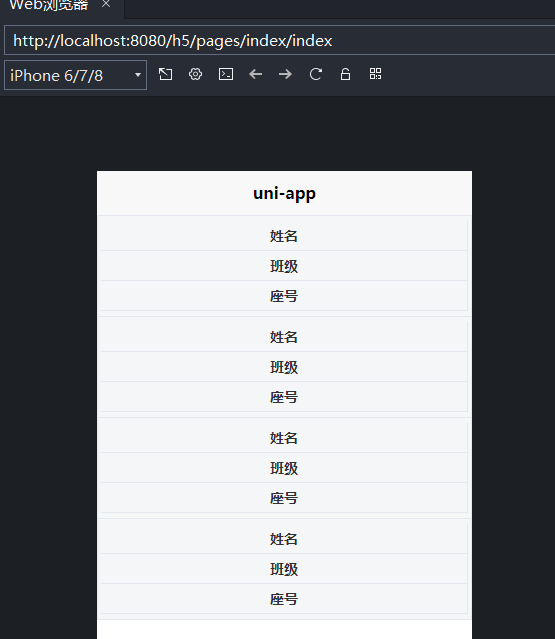 Web浏览器
http://localhost:8080/h5/pages/index/index
iPhone 6/7/8
uni-app
姓名
班级
座号
姓名
班级
座号
姓名
班级
座号
姓名
班级
座号